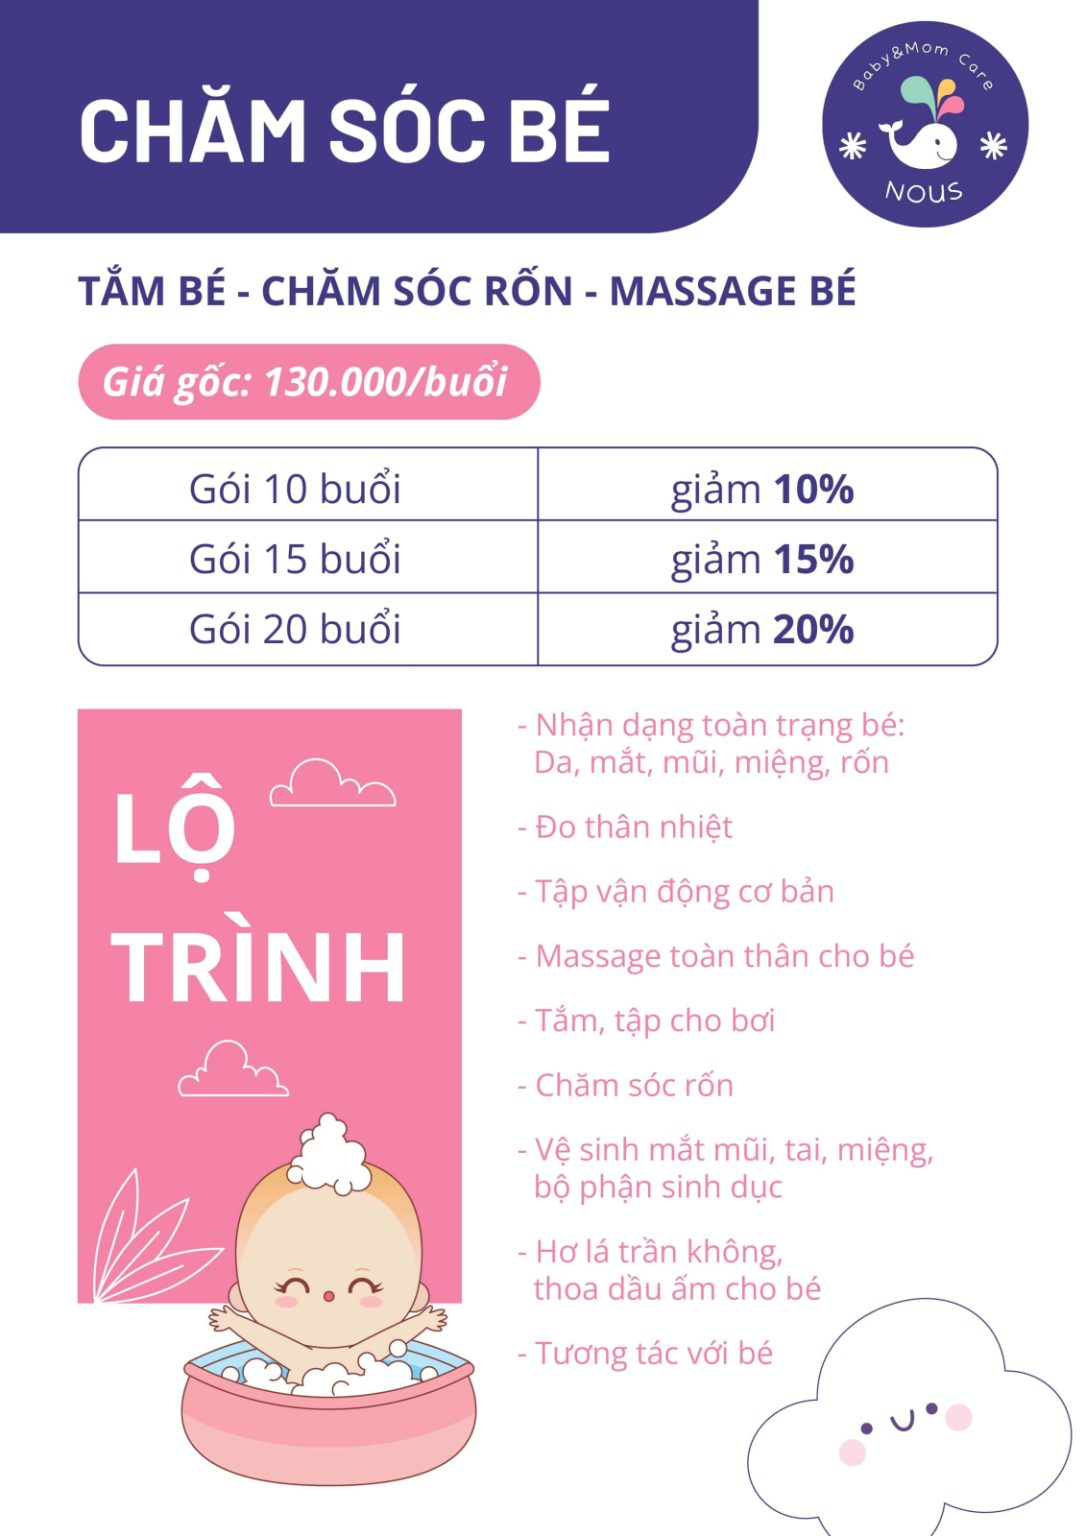 CHĂM SÓC BÉ
Baby&Mom Care
NOUS
TẮM BÉ - CHĂM SÓC RỐN - MASSAGE BÉ
Giá gốc: 130.000/buổi
Gói 10 buổi giảm 10%
Gói 15 buổi giảm 15%
Gói 20 buổi giảm 20%
LỘ
TRÌNH
- Nhận dạng toàn trạng bé:
Da, mắt, mũi, miệng, rốn
- Đo thân nhiệt
- Tập vận động cơ bản
- Massage toàn thân cho bé
- Tắm, tập cho bơi
- Chăm sóc rốn
- Vệ sinh mắt mũi, tai, miệng,
bộ phận sinh dục
- Hơ lá trần không,
thoa dầu ấm cho bé
- Tương tác với bé